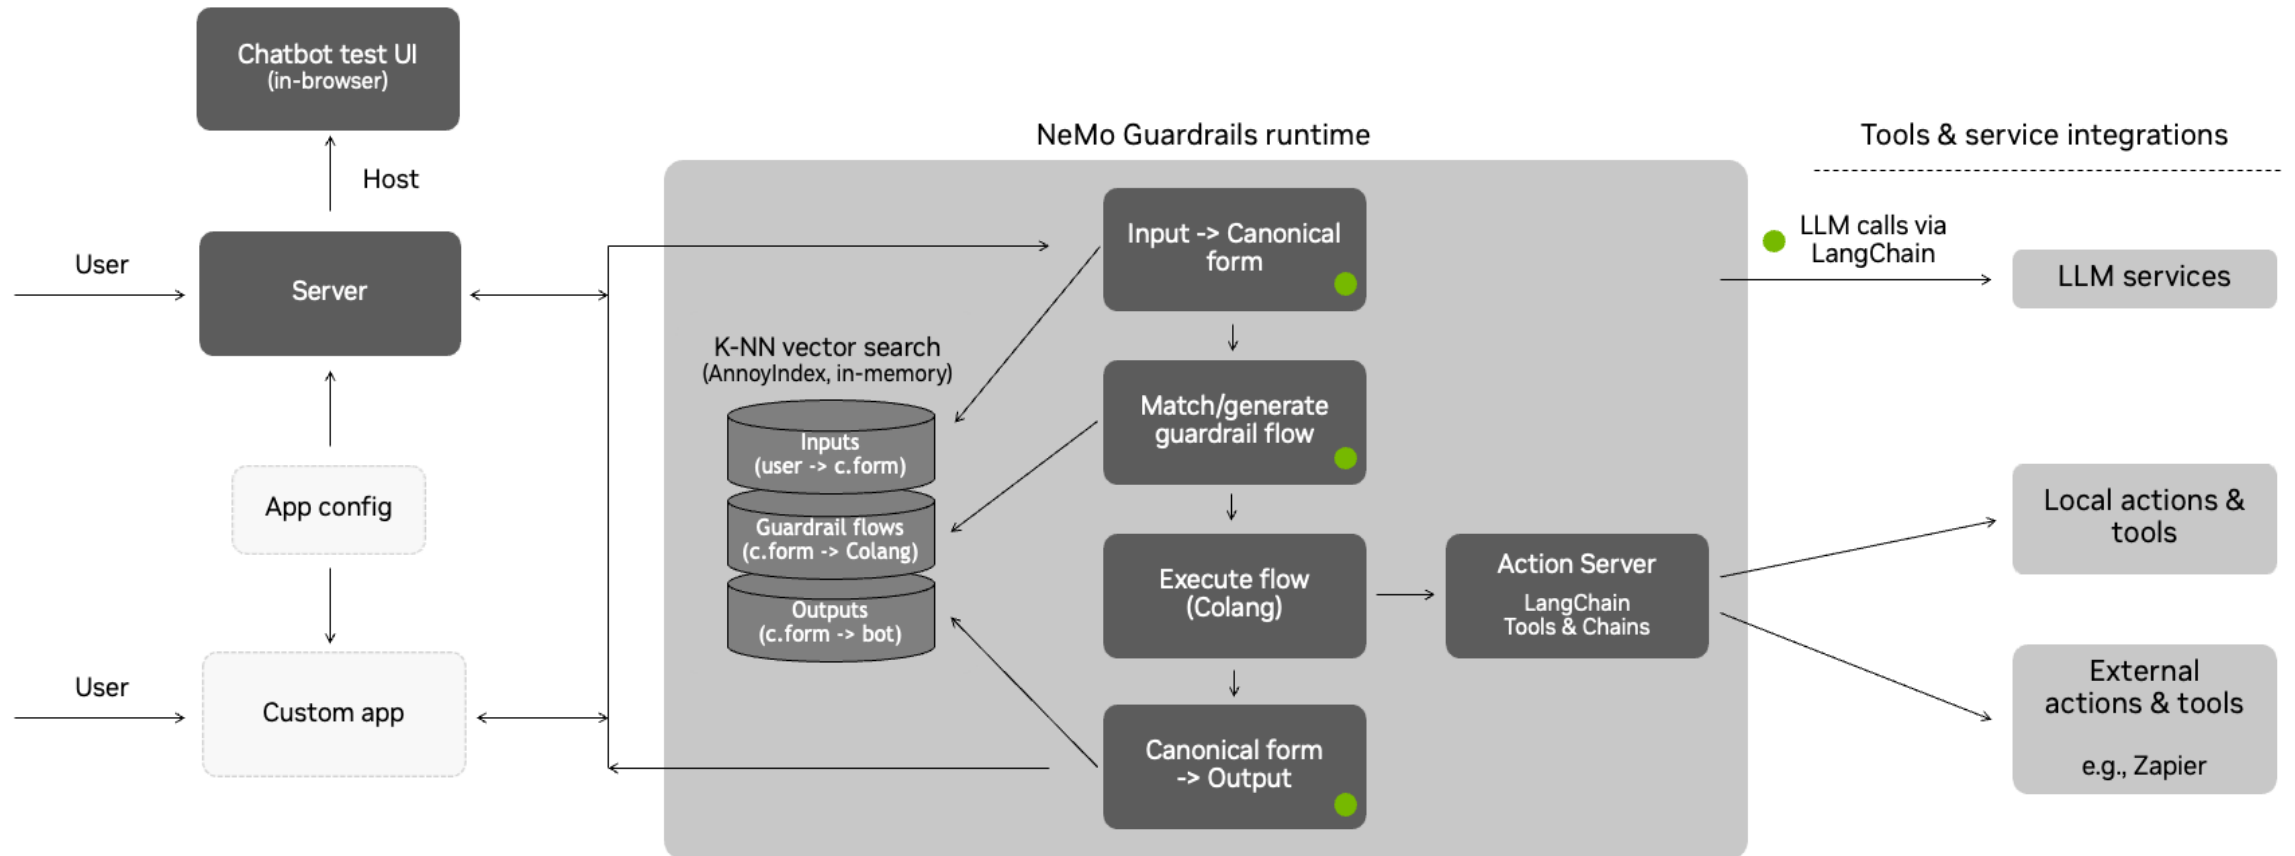 Chatbot test UI
(in-browser)
Host
User
Server
App config
User
Custom app
NeMo Guardrails runtime
K-NN vector search
(AnnoyIndex, in-memory)
Inputs
(user -> c.form)
Guardrail flows
(c.form -> Colang)
Outputs
(c.form -> bot)
Input -> Canonical
form
Match/generate
guardrail flow
Execute flow
(Colang)
Canonical form
-> Output
Action Server
LangChain
Tools & Chains
Tools & service integrations
LLM calls via
LangChain
LLM services
Local actions &
tools
External
actions & tools
e.g., Zapier